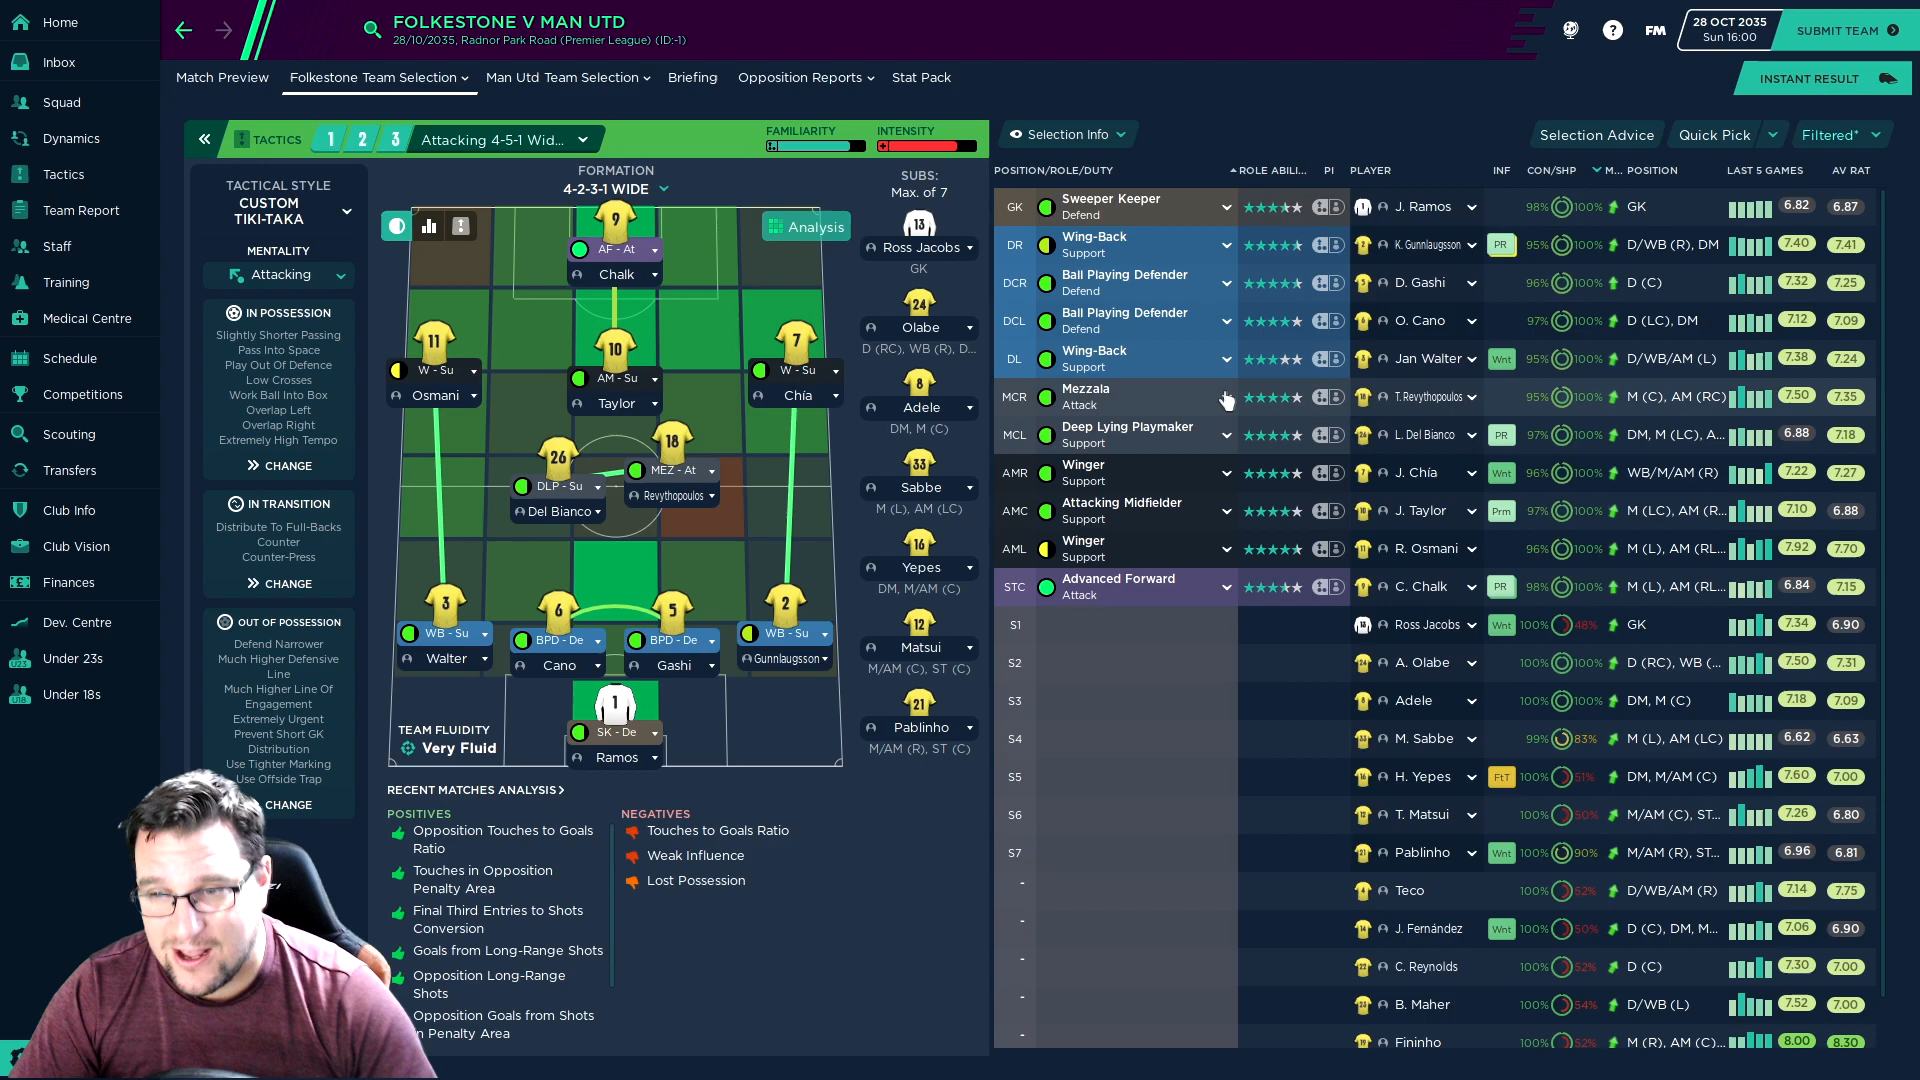 Home
Inbox
Squad
Dynamics
Tactics
Team Report
Staff
Training
Medical Centre
Schedule
Competitions
Scouting
Transfers
Club Info
Club Vision
Finances
Dev. Centre
Under 23s
Under 18s
FOLKESTONE V MAN UTD
28/10/2035, Radnor Park Road (Premier League) (ID:-1)
FM
28 OCT 2035
Sun 16:00
SUBMIT TEAM
INSTANT RESULT
Match Preview
Folkestone Team Selection
Man Utd Team Selection
Briefing
Opposition Reports
Stat Pack
TACTICS
1 2 3
Attacking 4-5-1 Wid...
FAMILIARITY
INTENSITY
TACTICAL STYLE
CUSTOM
TIKI-TAKA
MENTALITY
Attacking
IN POSSESSION
Slightly Shorter Passing
Pass Into Space
Play Out Of Defence
Low Crosses
Work Ball Into Box
Overlap Left
Overlap Right
Extremely High Tempo
CHANGE
IN TRANSITION
Distribute To Full-Backs
Counter
Counter-Press
CHANGE
OUT OF POSSESSION
Defend Narrower
Much Higher Defensive
Line
Much Higher Line Of
Engagement
Extremely Urgent
Prevent Short GK
Distribution
Use Tighter Marking
Use Offside Trap
CHANGE
FORMATION
4-2-3-1 WIDE
Analysis
9
AF - At
Chalk
11
W - Su
Osmani
10
AM - Su
Taylor
7
W - Su
Chía
26
DLP - Su
Del Bianco
18
MEZ - At
Revythopoulos
3
WB - Su
Walter
6
BPD - De
Cano
5
BPD - De
Gashi
2
WB - Su
Gunnlaugsson
1
SK - De
Ramos
TEAM FLUIDITY
Very Fluid
SUBS:
Max. of 7
13
Ross Jacobs
GK
24
Olabe
D (RC), WB (R), D...
8
Adele
DM, M (C)
33
Sabbe
M (L), AM (LC)
16
Yepes
DM, M/AM (C)
12
Matsui
M/AM (C), ST (C)
21
Pablinho
M/AM (R), ST (C)
RECENT MATCHES ANALYSIS
POSITIVES
Opposition Touches to Goals
Ratio
Touches in Opposition
Penalty Area
Final Third Entries to Shots
Conversion
Goals from Long-Range Shots
Opposition Long-Range
Shots
Opposition Goals from Shots
n Penalty Area
NEGATIVES
Touches to Goals Ratio
Weak Influence
Lost Possession
Selection Info
Selection Advice
Quick Pick
Filtered*
POSITION/ROLE/DUTY ROLE ABILI... PI PLAYER INF CON/SHP M... POSITION LAST 5 GAMES AV RAT
GK Sweeper Keeper Defend J. Ramos 98% 100% GK 6.82 6.87
DR Wing-Back Support K. Gunnlaugsson PR 95% 100% D/WB (R), DM 7.40 7.41
DCR Ball Playing Defender Defend D. Gashi 96% 100% D (C) 7.32 7.25
DCL Ball Playing Defender Defend O. Cano 97% 100% D (LC), DM 7.12 7.09
DL Wing-Back Support Jan Walter Wnt 95% 100% D/WB/AM (L) 7.38 7.24
MCR Mezzala Attack T. Revythopoulos 95% 100% M (C), AM (RC) 7.50 7.35
MCL Deep Lying Playmaker Support L. Del Bianco PR 97% 100% DM, M (LC), A... 6.88 7.18
AMR Winger Support J. Chía Wnt 96% 100% WB/M/AM (R) 7.22 7.27
AMC Attacking Midfielder Support J. Taylor Prm 97% 100% M (LC), AM (R... 7.10 6.88
AML Winger Support R. Osmani 96% 100% M (L), AM (RL... 7.92 7.70
STC Advanced Forward Attack C. Chalk PR 98% 100% M (L), AM (RL... 6.84 7.15
S1 Ross Jacobs Wnt 100% 48% GK 7.34 6.90
S2 A. Olabe 100% 100% D (RC), WB (... 7.50 7.31
S3 Adele 100% 100% DM, M (C) 7.18 7.09
S4 M. Sabbe 99% 83% M (L), AM (LC) 6.62 6.63
S5 H. Yepes FtT 100% 51% DM, M/AM (C) 7.60 7.00
S6 T. Matsui 100% 50% M/AM (C), ST... 7.26 6.80
S7 Pablinho Wnt 100% 90% M/AM (R), ST... 6.96 6.81
- Teco 100% 52% D/WB/AM (R) 7.14 7.75
- J. Fernández Wnt 100% 50% D (C), DM, M... 7.06 6.90
- C. Reynolds 100% 52% D (C) 7.30 7.00
- B. Maher 100% 54% D/WB (L) 7.52 7.00
- Fininho 100% 52% M (R), AM (C)... 8.00 8.30